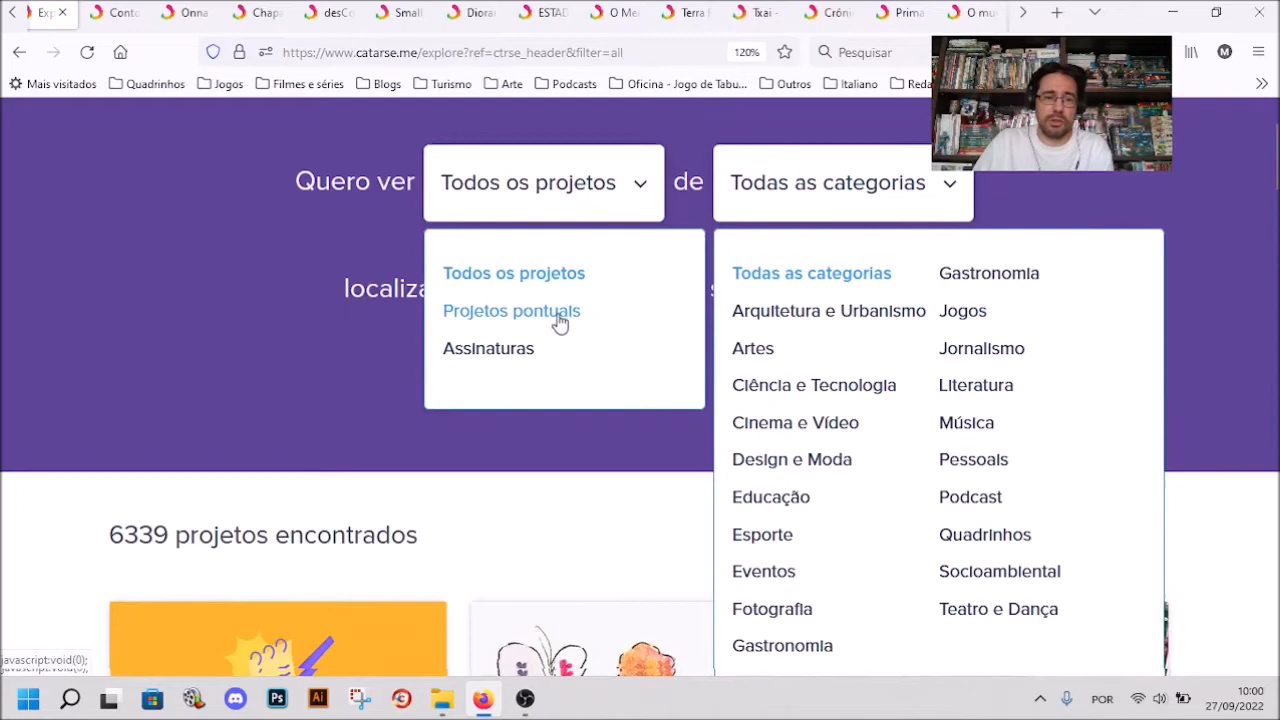 Exp
Conto
Onna
Chap
desCo
Small
Diora
ESTAD
O Mé
Terra
Txai -
Crôni
Prima
O mu
https://www.catarse.me/explore?ref=ctrse_header&filter=all
120%
Pesquisar
Mais visitados
Quadrinhos
Jogos
Filmes e séries
Blogs
Arte
Podcasts
Oficina - Jogo de Tabu...
Outros
Italiano
Reda
Quero ver Todos os projetos de Todas as categorias
localiza
Todos os projetos
Projetos pontuais
Assinaturas
Todas as categorias
Arquitetura e Urbanismo
Artes
Ciência e Tecnologia
Cinema e Vídeo
Design e Moda
Educação
Esporte
Eventos
Fotografia
Gastronomia
Gastronomia
Jogos
Jornalismo
Literatura
Música
Pessoais
Podcast
Quadrinhos
Socioambiental
Teatro e Dança
6339 projetos encontrados
javascript:void(0);
POR
10:00
27/09/2022